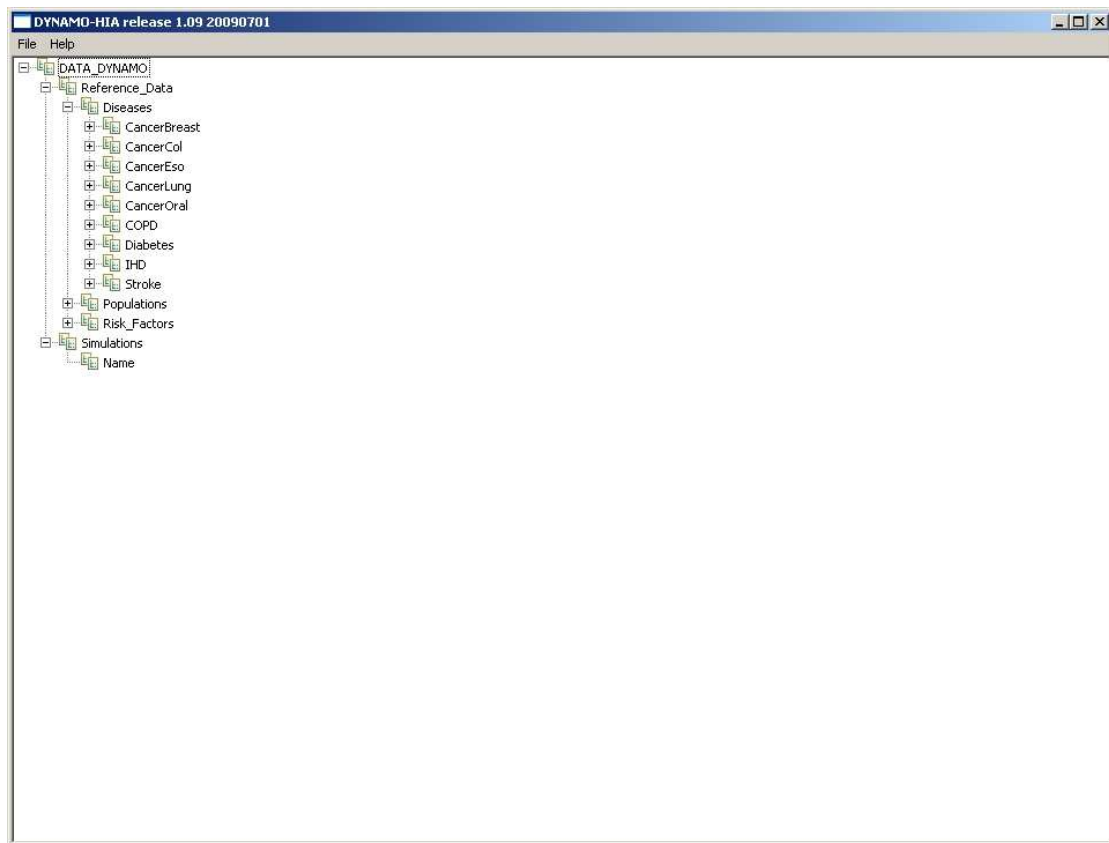 DYNAMO-HIA release 1.09 20090701
File Help
DATA_DYNAMO
Reference_Data
Diseases
CancerBreast
CancerCol
CancerEso
CancerLung
CancerOral
COPD
Diabetes
IHD
Stroke
Populations
Risk_Factors
Simulations
Name